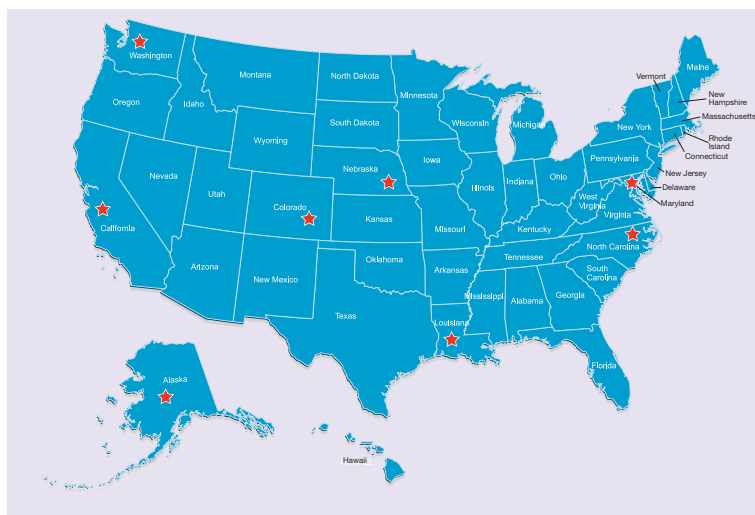 Washington
Montana
North Dakota
Minnesota
Maine
Vermont
New
Hampshire
Massachusetts
Rhode
Island
Connecticut
Oregon
Idaho
Wyoming
South Dakota
Wisconsin
Michigan
New York
Nebraska
Iowa
Illinois
Indiana
Ohio
Pennsylvania
New Jersey
Delaware
Maryland
Nevada
Utah
Colorado
Kansas
Missouri
West
Virginia
Virginia
Kentucky
California
Arizona
New Mexico
Oklahoma
Arkansas
Tennessee
North Carolina
South
Carolina
Texas
Louisiana
Mississippi
Alabama
Georgia
Florida
Alaska
Hawaii